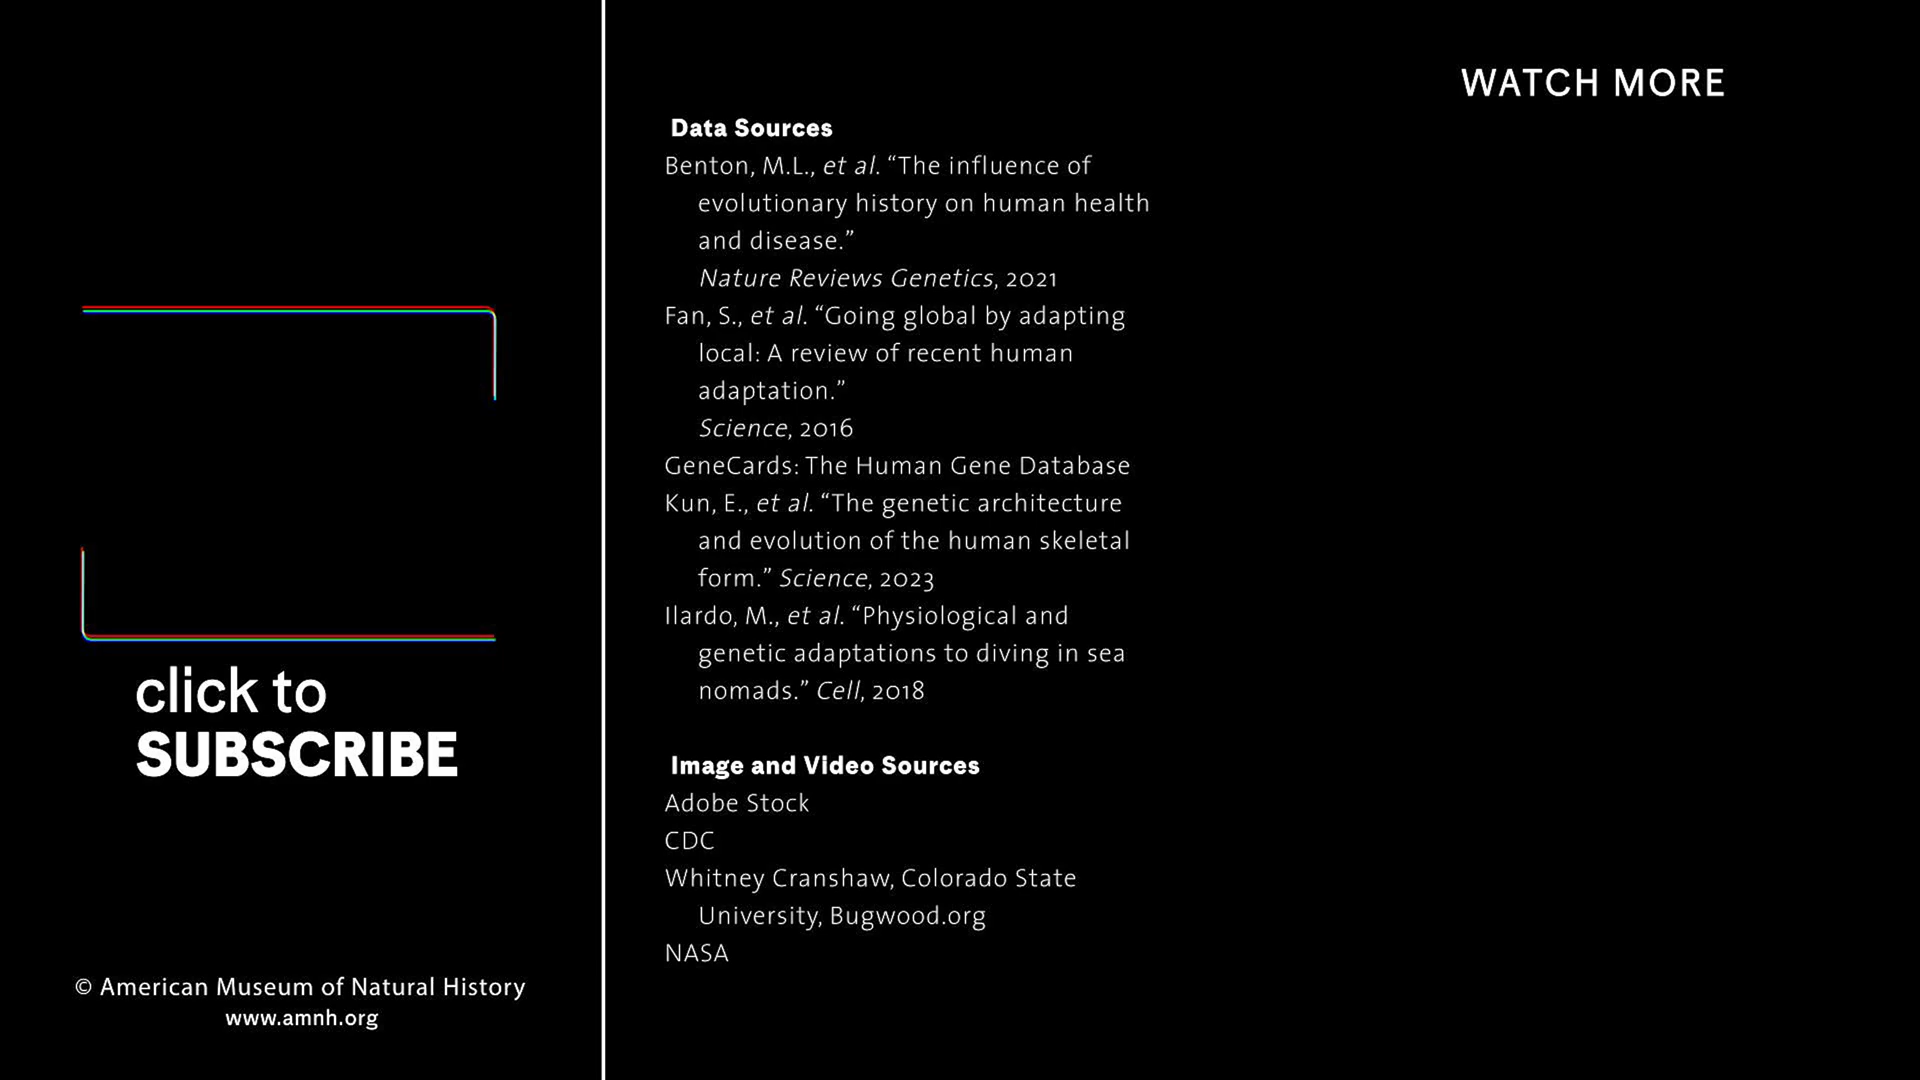 WATCH MORE
Data Sources
Benton, M.L., et al. “The influence of
evolutionary history on human health
and disease.”
Nature Reviews Genetics, 2021
Fan, S., et al. “Going global by adapting
local: A review of recent human
adaptation.”
Science, 2016
GeneCards: The Human Gene Database
Kun, E., et al. “The genetic architecture
and evolution of the human skeletal
form.” Science, 2023
Ilardo, M., et al. “Physiological and
genetic adaptations to diving in sea
nomads.” Cell, 2018
Image and Video Sources
Adobe Stock
CDC
Whitney Cranshaw, Colorado State
University, Bugwood.org
NASA
click to
SUBSCRIBE
© American Museum of Natural History
www.amnh.org